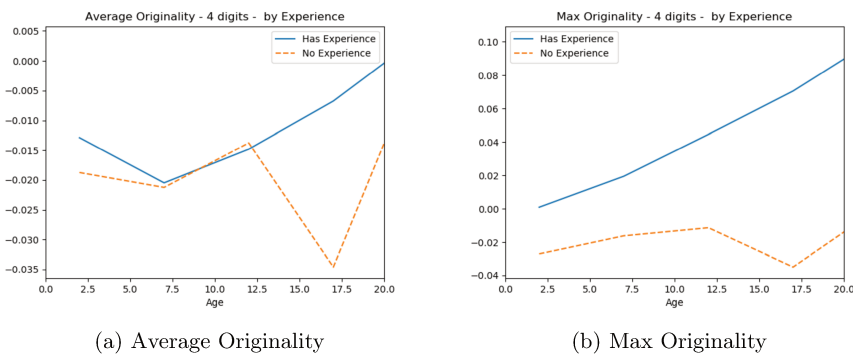 Average Originality - 4 digits - by Experience
0.005
0.000
−0.005
−0.010
−0.015
−0.020
−0.025
−0.030
−0.035
Has Experience
No Experience
0.0 2.5 5.0 7.5 10.0 12.5 15.0 17.5 20.0
Age
(a) Average Originality
Max Originality - 4 digits - by Experience
0.10
0.08
0.06
0.04
0.02
0.00
−0.02
−0.04
Has Experience
No Experience
0.0 2.5 5.0 7.5 10.0 12.5 15.0 17.5 20.0
Age
(b) Max Originality